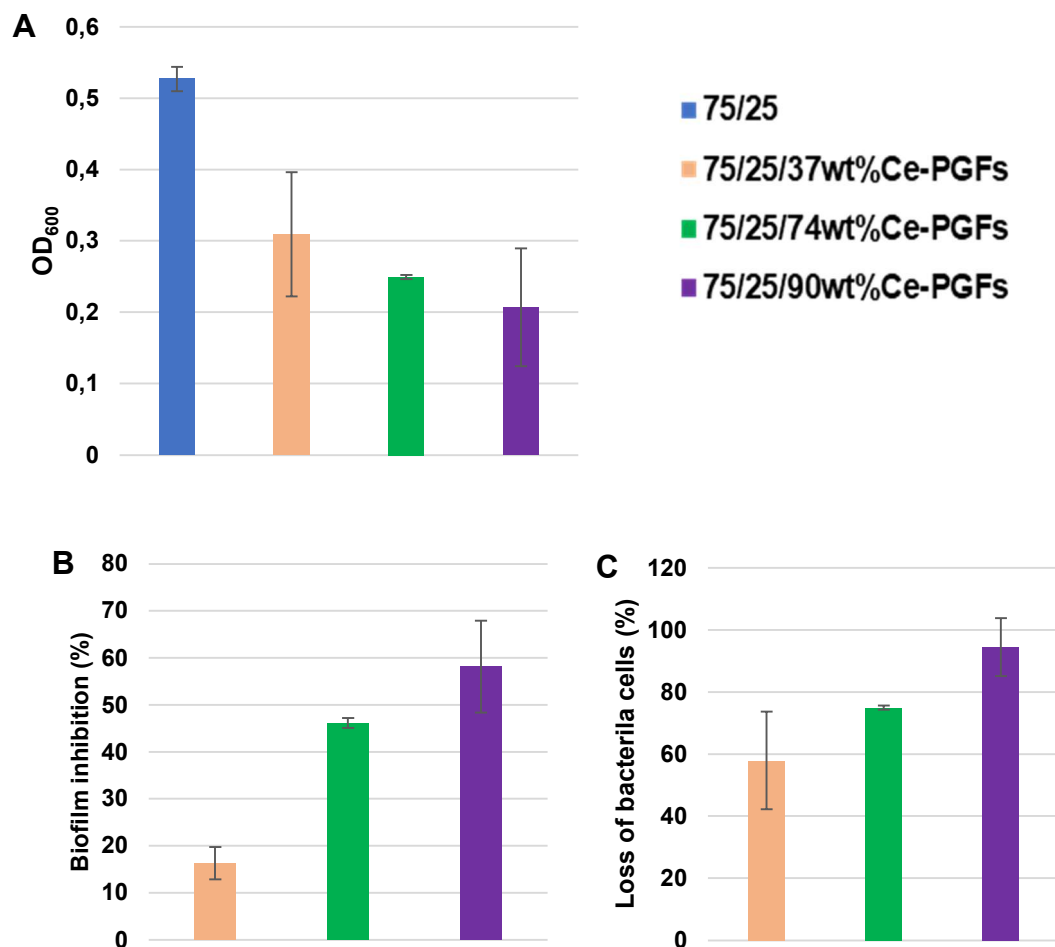 A
0,6
0,5
0,4
0,3
0,2
0,1
0
OD600
75/25
75/25/37wt%Ce-PGFs
75/25/74wt%Ce-PGFs
75/25/90wt%Ce-PGFs
B
80
70
60
50
40
30
20
10
0
Biofilm inhibition (%)
C
120
100
80
60
40
20
0
Loss of bacterila cells (%)